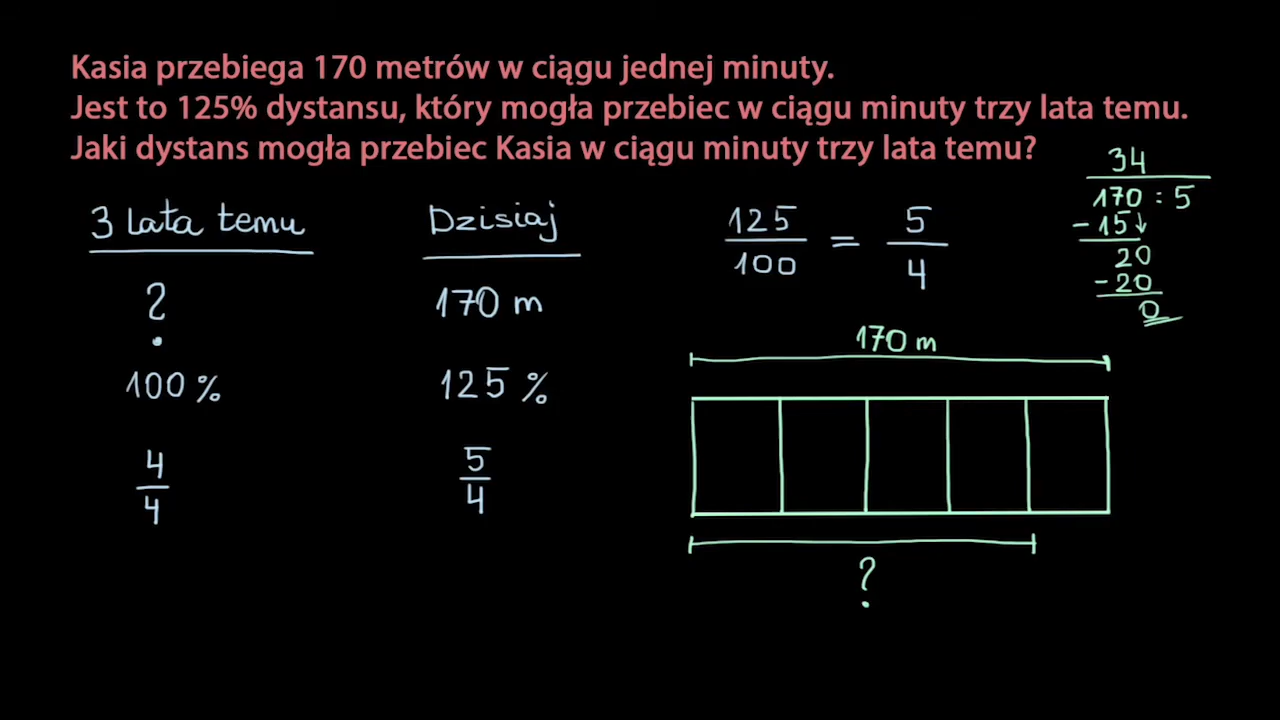 Kasia przebiega 170 metrów w ciągu jednej minuty.
Jest to 125% dystansu, który mogła przebiec w ciągu minuty trzy lata temu.
Jaki dystans mogła przebiec Kasia w ciągu minuty trzy lata temu?
3 lata temu
?
100 %
4
4
Dzisiaj
170 m
125 %
5
4
125
100
=
5
4
34
170 : 5
- 15↓
20
- 20
0
170 m
?